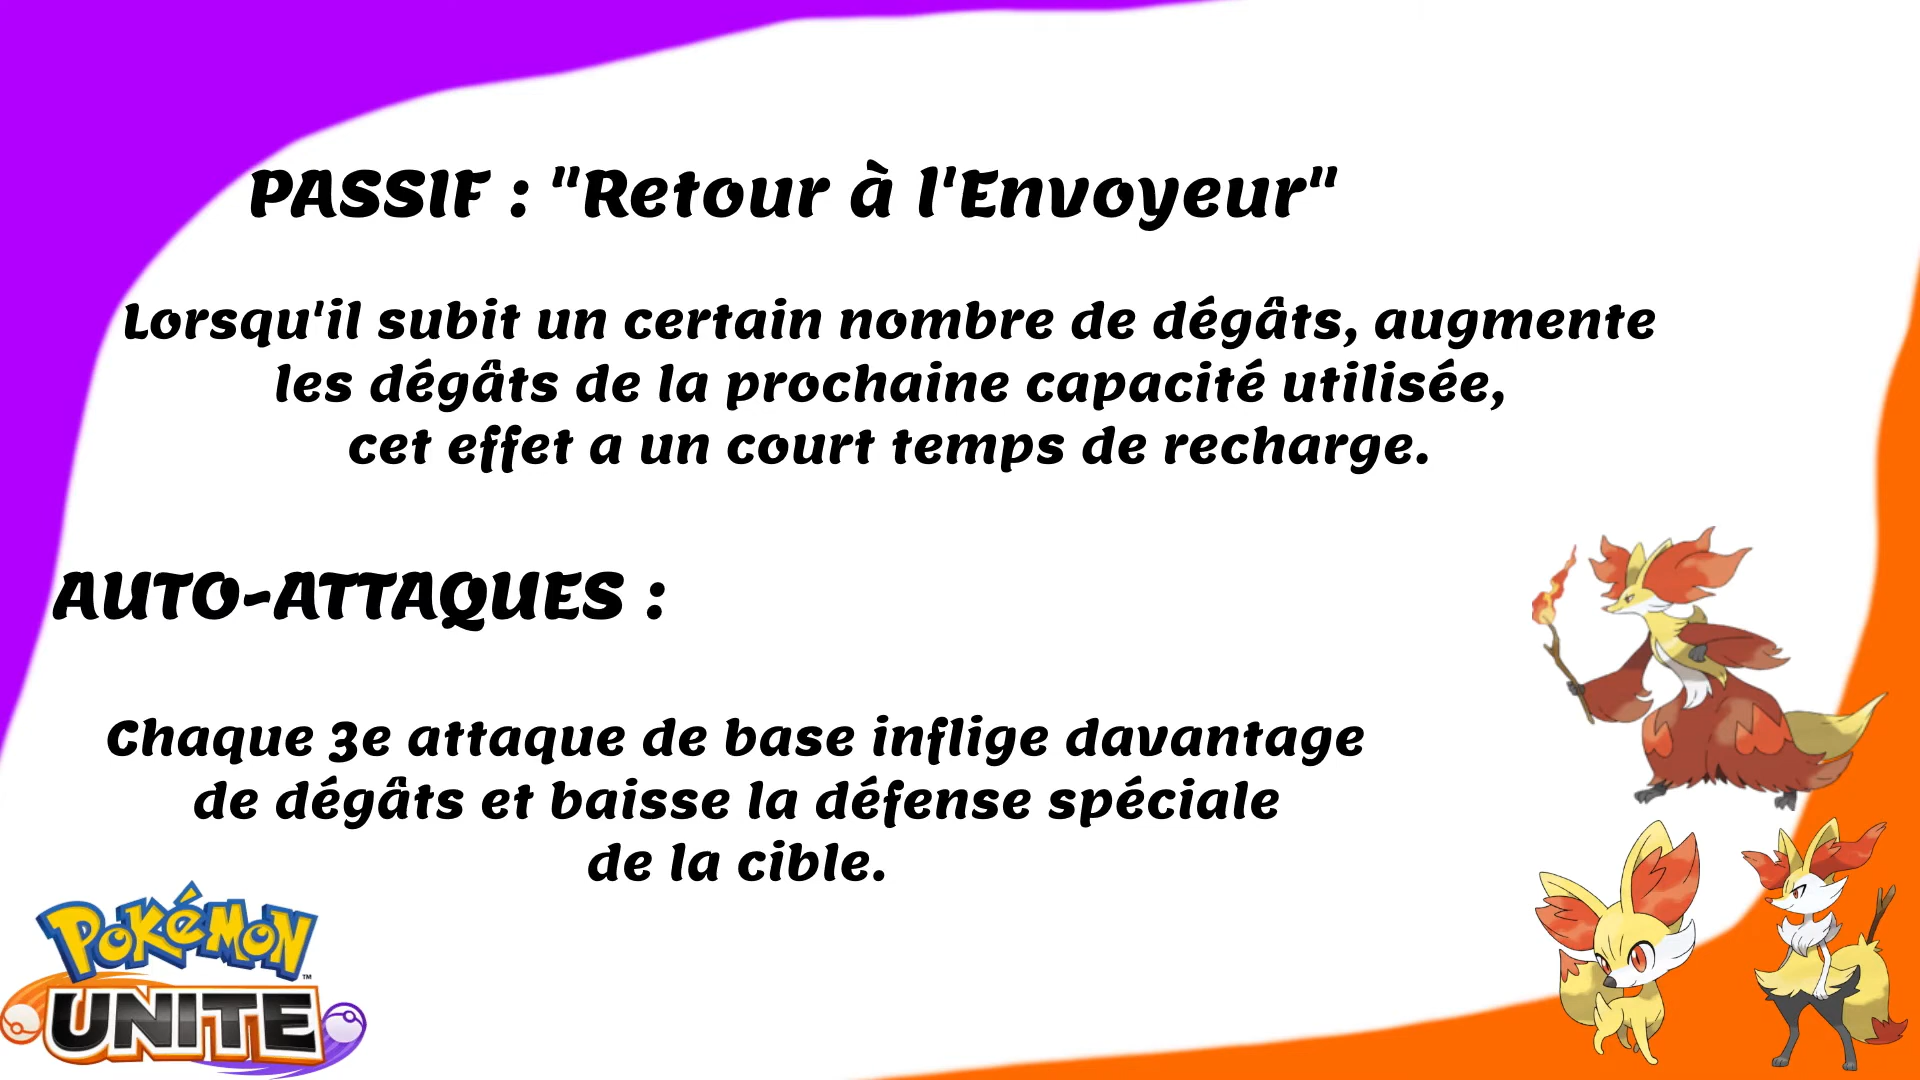 PASSIF : "Retour à l'Envoyeur"
Lorsqu'il subit un certain nombre de dégâts, augmente
les dégâts de la prochaine capacité utilisée,
cet effet a un court temps de recharge.
AUTO-ATTAQUES :
Chaque 3e attaque de base inflige davantage
de dégâts et baisse la défense spéciale
de la cible.
POKéMON
™
UNITE